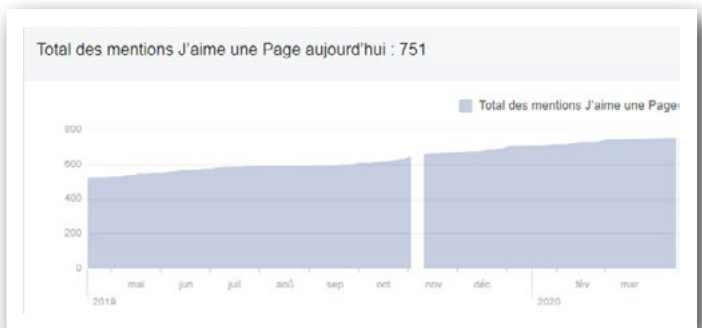 Total des mentions J'aime une Page aujourd'hui : 751
Total des mentions J'aime une Page
800
600
400
200
0
mai jun juil aoû sep oct nov déc fév mar
2019 2020